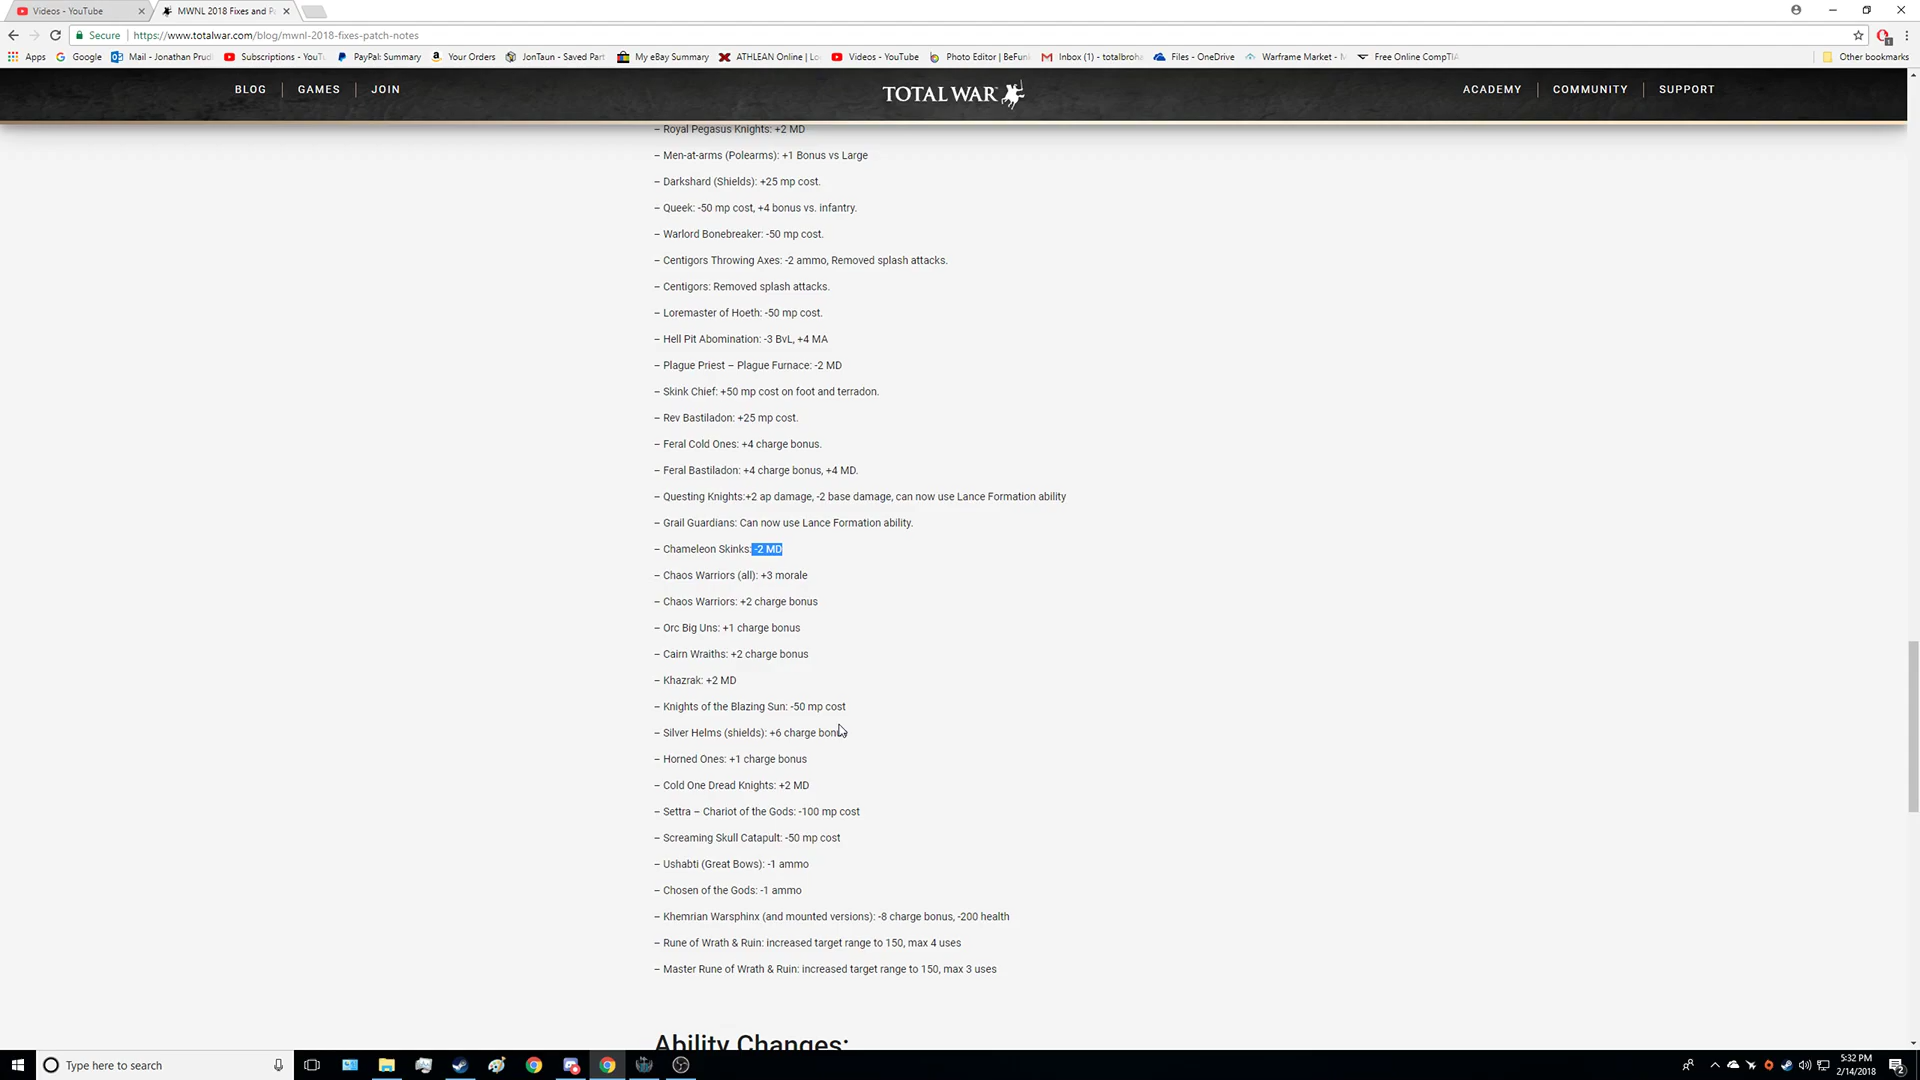 Videos - YouTube
MWNL 2018 Fixes and P
Secure
https://www.totalwar.com/blog/mwnl-2018-fixes-patch-notes
Apps
Google
Mail - Jonathan Prud
Subscriptions - YouT
PayPal: Summary
Your Orders
JonTaun - Saved Part
My eBay Summary
ATHLEAN Online | Lo
Videos - YouTube
Photo Editor | BeFun
Inbox (1) - totalbroha
Files - OneDrive
Warframe Market - M
Free Online CompTIA
Other bookmarks
BLOG
GAMES
JOIN
TOTAL WAR
ACADEMY
COMMUNITY
SUPPORT
– Royal Pegasus Knights: +2 MD
– Men-at-arms (Polearms): +1 Bonus vs Large
– Darkshard (Shields): +25 mp cost.
– Queek: -50 mp cost, +4 bonus vs. infantry.
– Warlord Bonebreaker: -50 mp cost.
– Centigors Throwing Axes: -2 ammo, Removed splash attacks.
– Centigors: Removed splash attacks.
– Loremaster of Hoeth: -50 mp cost.
– Hell Pit Abomination: -3 BvL, +4 MA
– Plague Priest – Plague Furnace: -2 MD
– Skink Chief: +50 mp cost on foot and terradon.
– Rev Bastiladon: +25 mp cost.
– Feral Cold Ones: +4 charge bonus.
– Feral Bastiladon: +4 charge bonus, +4 MD.
– Questing Knights:+2 ap damage, -2 base damage, can now use Lance Formation ability
– Grail Guardians: Can now use Lance Formation ability.
– Chameleon Skinks: -2 MD
– Chaos Warriors (all): +3 morale
– Chaos Warriors: +2 charge bonus
– Orc Big Uns: +1 charge bonus
– Cairn Wraiths: +2 charge bonus
– Khazrak: +2 MD
– Knights of the Blazing Sun: -50 mp cost
– Silver Helms (shields): +6 charge bonus
– Horned Ones: +1 charge bonus
– Cold One Dread Knights: +2 MD
– Settra – Chariot of the Gods: -100 mp cost
– Screaming Skull Catapult: -50 mp cost
– Ushabti (Great Bows): -1 ammo
– Chosen of the Gods: -1 ammo
– Khemrian Warsphinx (and mounted versions): -8 charge bonus, -200 health
– Rune of Wrath & Ruin: increased target range to 150, max 4 uses
– Master Rune of Wrath & Ruin: increased target range to 150, max 3 uses
Ability Changes:
Type here to search
5:32 PM
2/14/2018